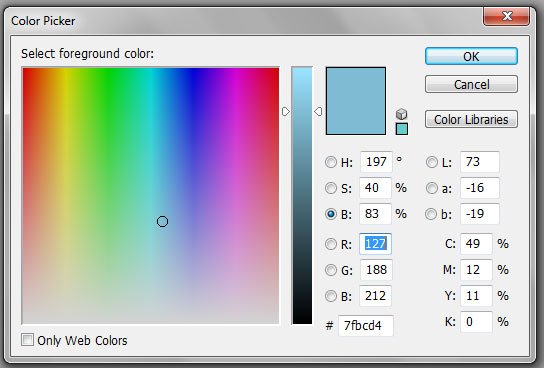 Color Picker
Select foreground color:
OK
Cancel
Color Libraries
H: 197 °
L: 73
S: 40 %
a: -16
B: 83 %
b: -19
R: 127
C: 49 %
G: 188
M: 12 %
B: 212
Y: 11 %
# 7fbcd4
K: 0 %
Only Web Colors